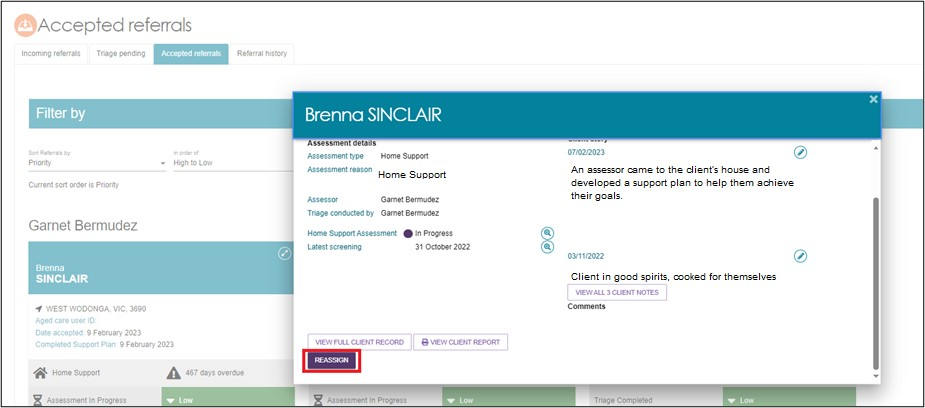 Accepted referrals
Incoming referrals
Triage pending
Accepted referrals
Referral history
Filter by
Sort Referrals by:
Priority
In order of:
High to Low
Current sort order is Priority
Garnet Bermudez
Brenna
SINCLAIR
WEST WODONGA, VIC, 3690
Aged care user ID:
Date accepted: 9 February 2023
Completed Support Plan: 9 February 2023
Home Support
467 days overdue
Assessment In Progress
Low
Assessment In Progress
Low
Triage Completed
Low
Brenna SINCLAIR
×
Assessment details
Assessment type Home Support
Assessment reason Home Support
Assessor Garnet Bermudez
Triage conducted by Garnet Bermudez
Home Support Assessment In Progress
Latest screening 31 October 2022
Client story
07/02/2023
An assessor came to the client's house and
developed a support plan to help them achieve
their goals.
03/11/2022
Client in good spirits, cooked for themselves
VIEW ALL 3 CLIENT NOTES
Comments
VIEW FULL CLIENT RECORD
VIEW CLIENT REPORT
REASSIGN